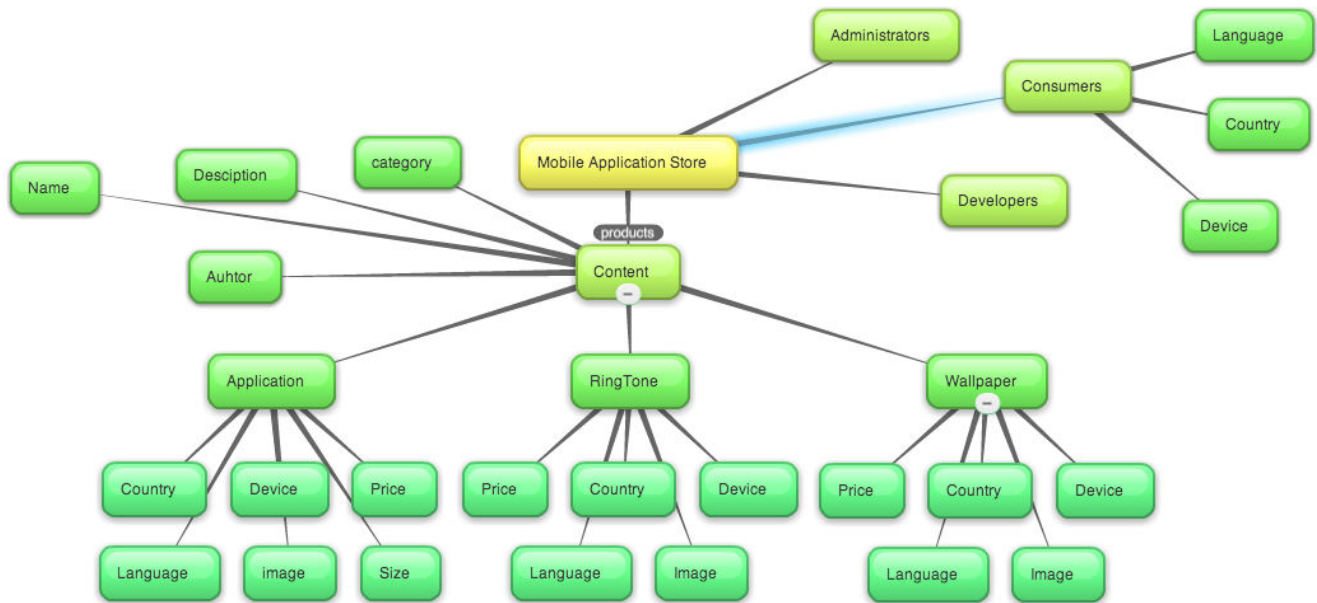 Administrators
Language
Consumers
Country
Mobile Application Store
category
Desciption
Name
Developers
Device
products
Content
Auhtor
Application
RingTone
Wallpaper
Country
Device
Price
Price
Country
Device
Price
Country
Device
Language
image
Size
Language
Image
Language
Image